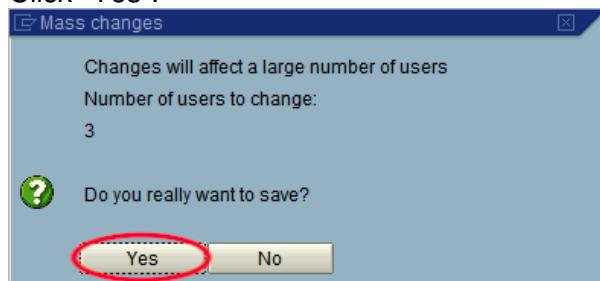 Mass changes
Changes will affect a large number of users
Number of users to change:
3
Do you really want to save?
Yes No